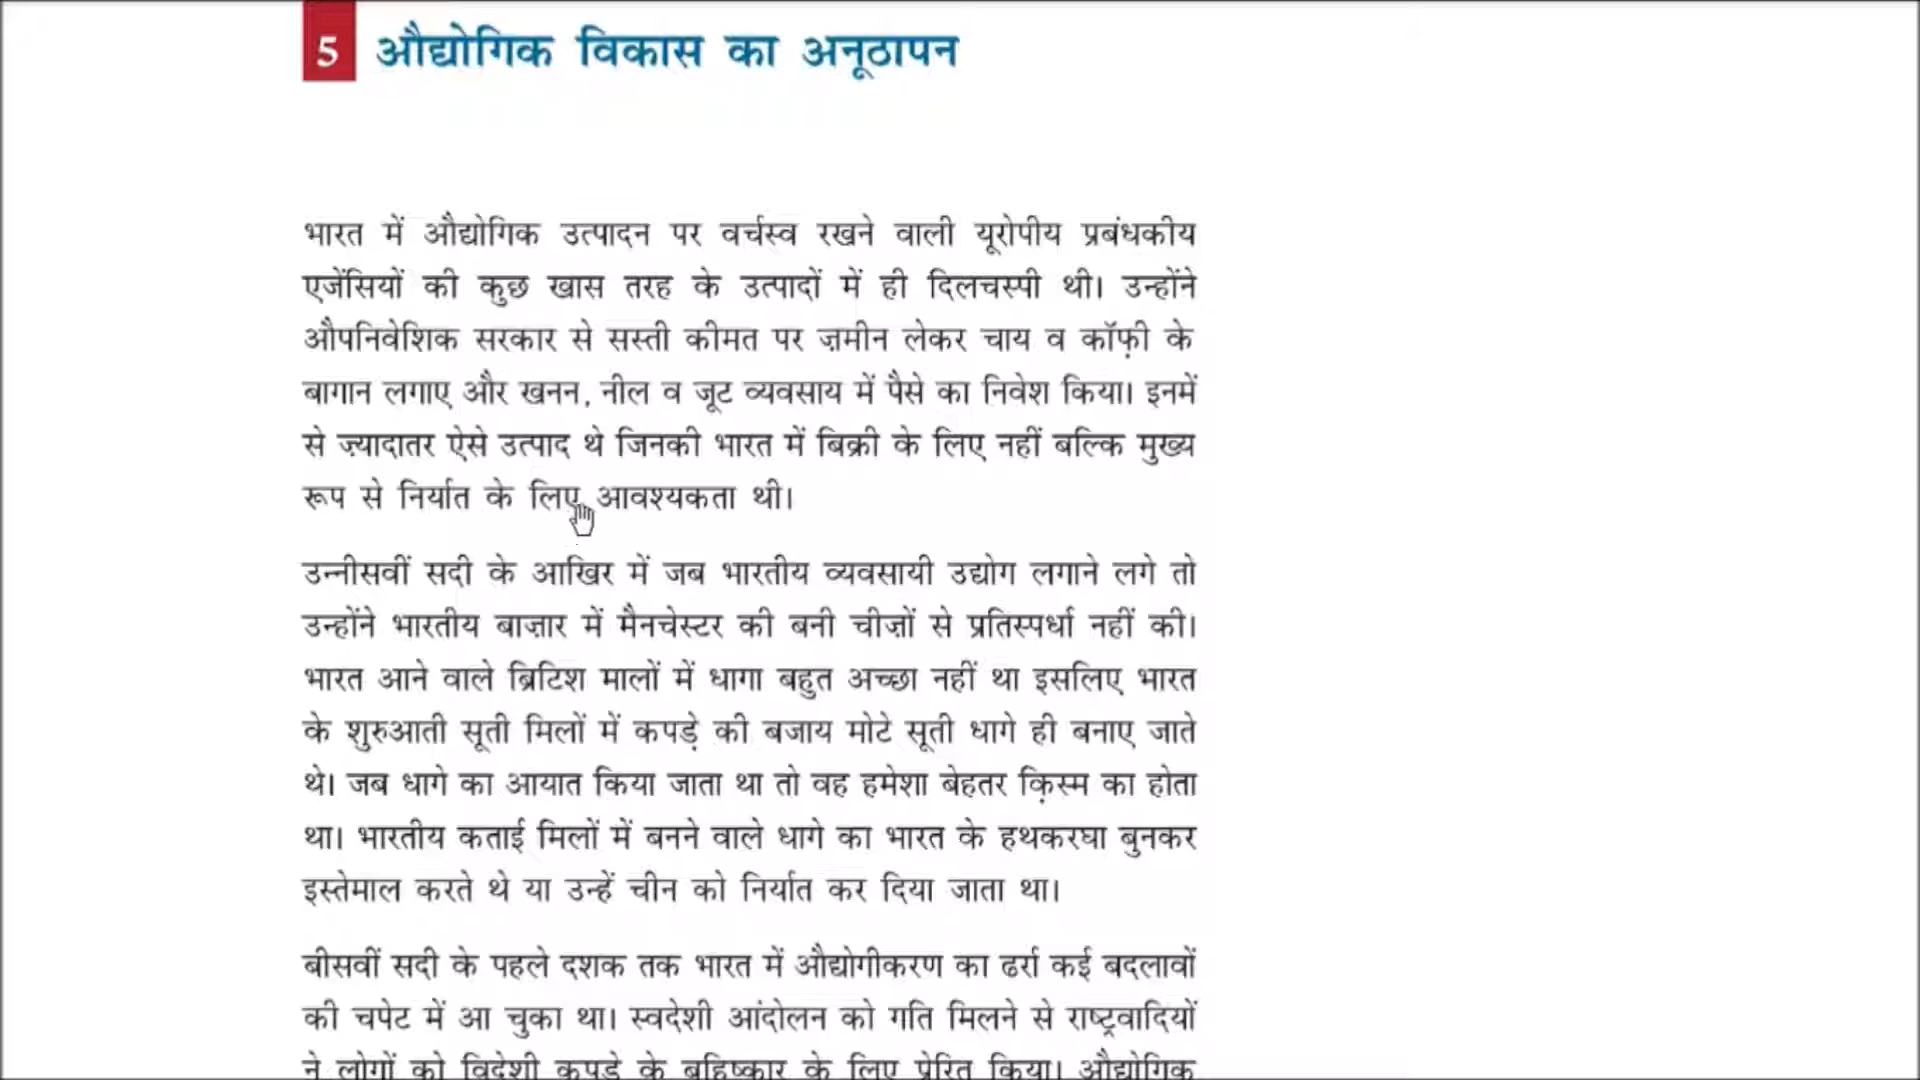 5 औद्योगिक विकास का अनूठापन
भारत में औद्योगिक उत्पादन पर वर्चस्व रखने वाली यूरोपीय प्रबंधकीय
एजेंसियों की कुछ खास तरह के उत्पादों में ही दिलचस्पी थी। उन्होंने
औपनिवेशिक सरकार से सस्ती कीमत पर ज़मीन लेकर चाय व कॉफ़ी के
बागान लगाए और खनन, नील व जूट व्यवसाय में पैसे का निवेश किया। इनमें
से ज़्यादातर ऐसे उत्पाद थे जिनकी भारत में बिक्री के लिए नहीं बल्कि मुख्य
रूप से निर्यात के लिए आवश्यकता थी।
उन्नीसवीं सदी के आखिर में जब भारतीय व्यवसायी उद्योग लगाने लगे तो
उन्होंने भारतीय बाज़ार में मैनचेस्टर की बनी चीज़ों से प्रतिस्पर्धा नहीं की।
भारत आने वाले ब्रिटिश मालों में धागा बहुत अच्छा नहीं था इसलिए भारत
के शुरुआती सूती मिलों में कपड़े की बजाय मोटे सूती धागे ही बनाए जाते
थे। जब धागे का आयात किया जाता था तो वह हमेशा बेहतर क़िस्म का होता
था। भारतीय कताई मिलों में बनने वाले धागे का भारत के हथकरघा बुनकर
इस्तेमाल करते थे या उन्हें चीन को निर्यात कर दिया जाता था।
बीसवीं सदी के पहले दशक तक भारत में औद्योगीकरण का ढर्रा कई बदलावों
की चपेट में आ चुका था। स्वदेशी आंदोलन को गति मिलने से राष्ट्रवादियों
ने लोगों को विदेशी कपड़े के बहिष्कार के लिए प्रेरित किया। औद्योगिक